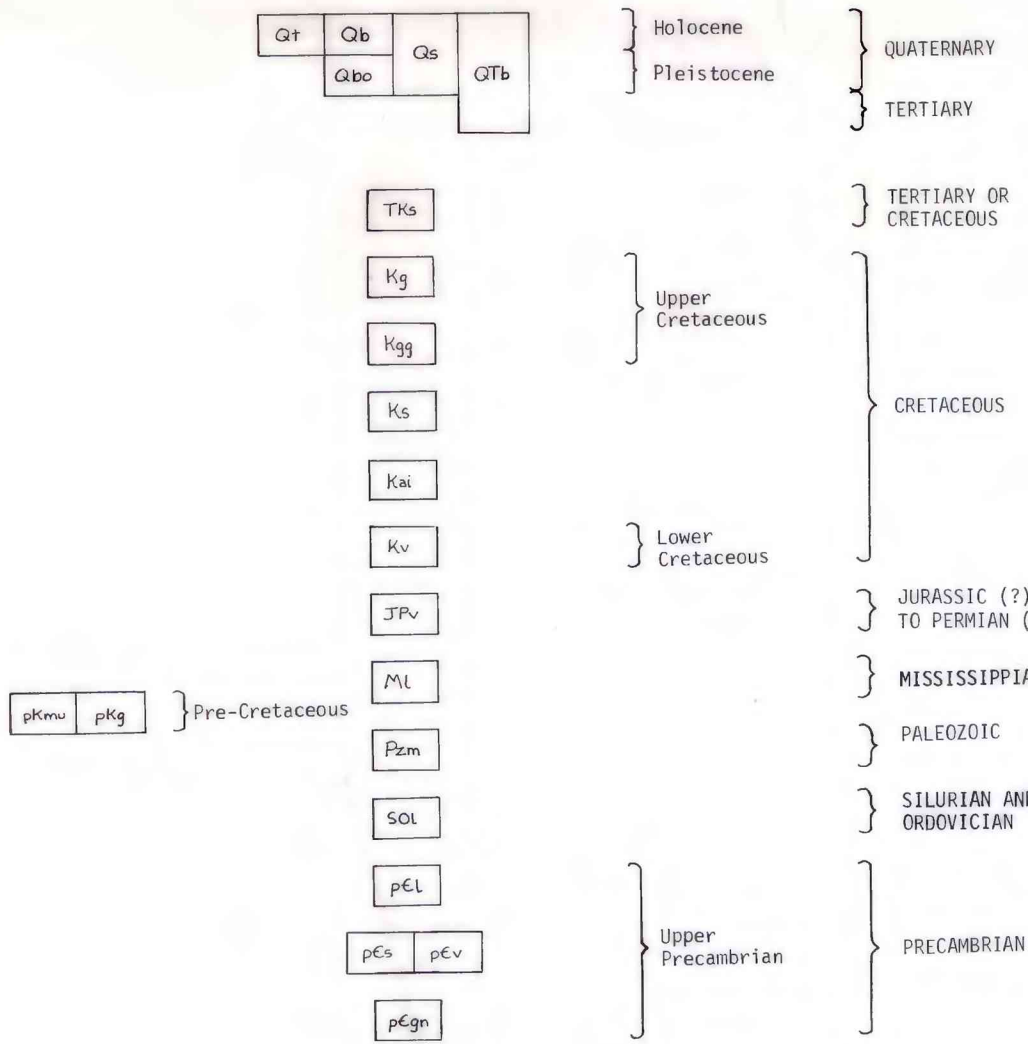 Qt Qb Qs QTb Holocene QUATERNARY
Qbo Pleistocene
TERTIARY
TKs TERTIARY OR
CRETACEOUS
Kg Upper
Cretaceous
Kgg
Ks CRETACEOUS
Kai
Kv Lower
Cretaceous
JPv JURASSIC (?)
TO PERMIAN (
Ml MISSISSIPPIA
pKmu pKg Pre-Cretaceous
Pzm PALEOZOIC
SOl SILURIAN AN
ORDOVICIAN
p€l
p€s p€v Upper
Precambrian PRECAMBRIAN
p€gn